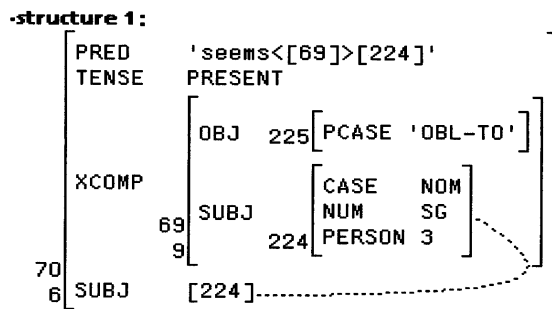 -structure 1:
PRED 'seems<[69]>[224]'
TENSE PRESENT
OBJ 225 PCASE 'OBL-TO'
XCOMP
CASE NOM
69 SUBJ NUM SG
9 224 PERSON 3
70
6 SUBJ [224]